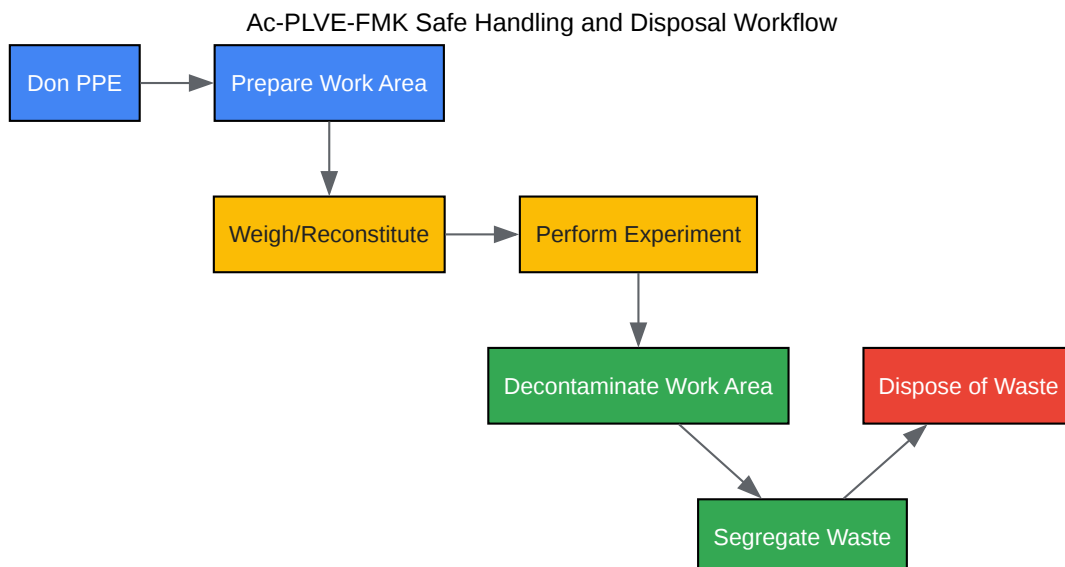 Ac-PLVE-FMK Safe Handling and Disposal Workflow
Don PPE
Prepare Work Area
Weigh/Reconstitute
Perform Experiment
Decontaminate Work Area
Dispose of Waste
Segregate Waste